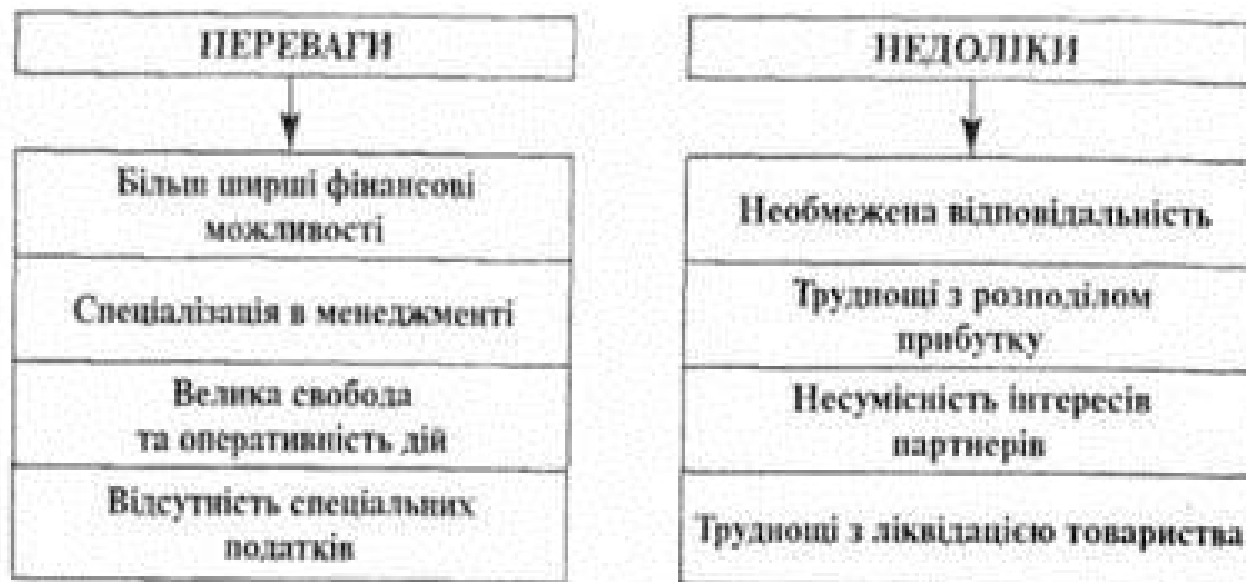 ПЕРЕВАГИ
Більш ширші фінансові
можливості
Спеціалізація в менеджменті
Велика свобода
та оперативність дій
Відсутність спеціальних
податків
НЕДОЛІКИ
Необмежена відповідальність
Труднощі з розподілом
прибутку
Несумісність інтересів
партнерів
Труднощі з ліквідацією товариства